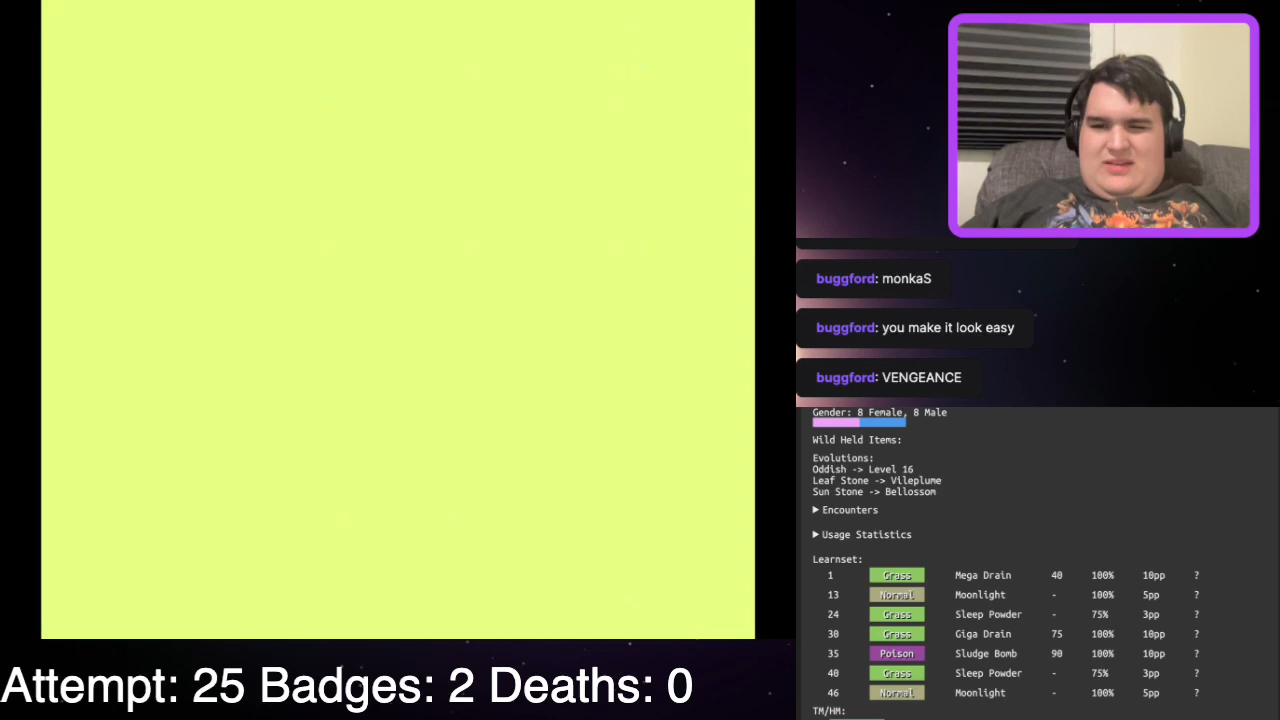 buggford: monkaS
buggford: you make it look easy
buggford: VENGEANCE
Gender: 8 Female, 8 Male
Wild Held Items:
Evolutions:
Oddish -> Level 16
Leaf Stone -> Vileplume
Sun Stone -> Bellossom
▶ Encounters
▶ Usage Statistics
Learnset:
1 Grass Mega Drain 40 100% 10pp ?
13 Normal Moonlight - 100% 5pp ?
24 Grass Sleep Powder - 75% 3pp ?
30 Grass Giga Drain 75 100% 10pp ?
35 Poison Sludge Bomb 90 100% 10pp ?
40 Grass Sleep Powder - 75% 3pp ?
46 Normal Moonlight - 100% 5pp ?
TM/HM:
Attempt: 25 Badges: 2 Deaths: 0